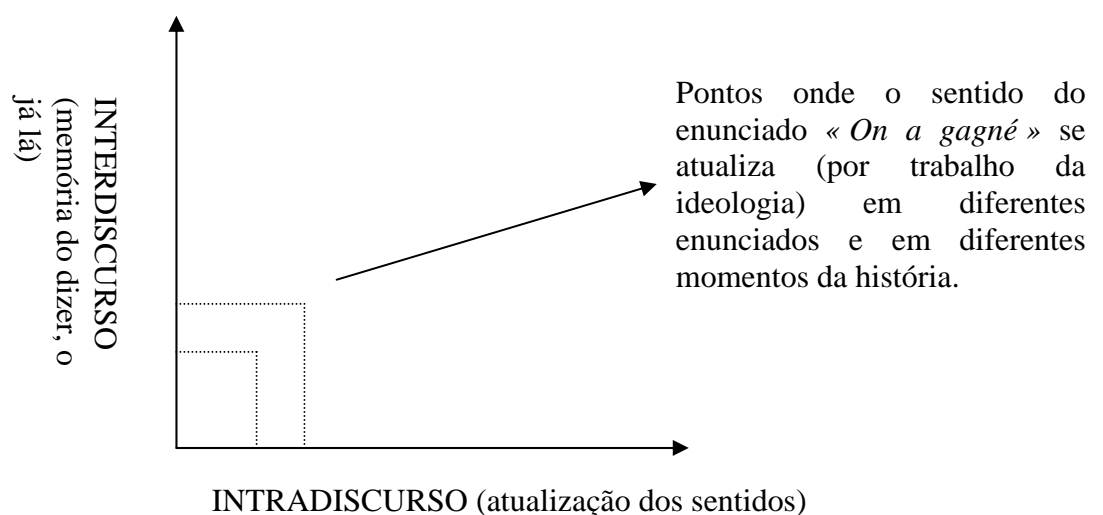 INTERDISCURSO
(memória do dizer, o
já lá)
Pontos onde o sentido do
enunciado « On a gagné » se
atualiza (por trabalho da
ideologia) em diferentes
enunciados e em diferentes
momentos da história.
INTRADISCURSO (atualização dos sentidos)